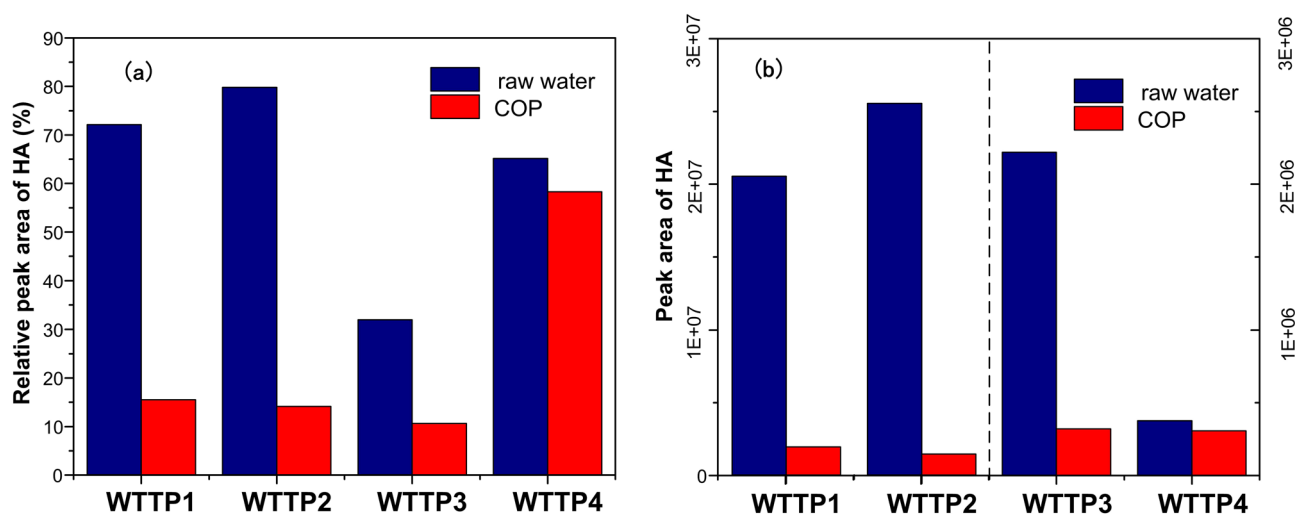 (a)
raw water
COP
Relative peak area of HA (%)
90
80
70
60
50
40
30
20
10
0
WTTP1 WTTP2 WTTP3 WTTP4
(b)
raw water
COP
Peak area of HA
3E+07
2E+07
1E+07
0
3E+06
2E+06
1E+06
WTTP1 WTTP2 WTTP3 WTTP4